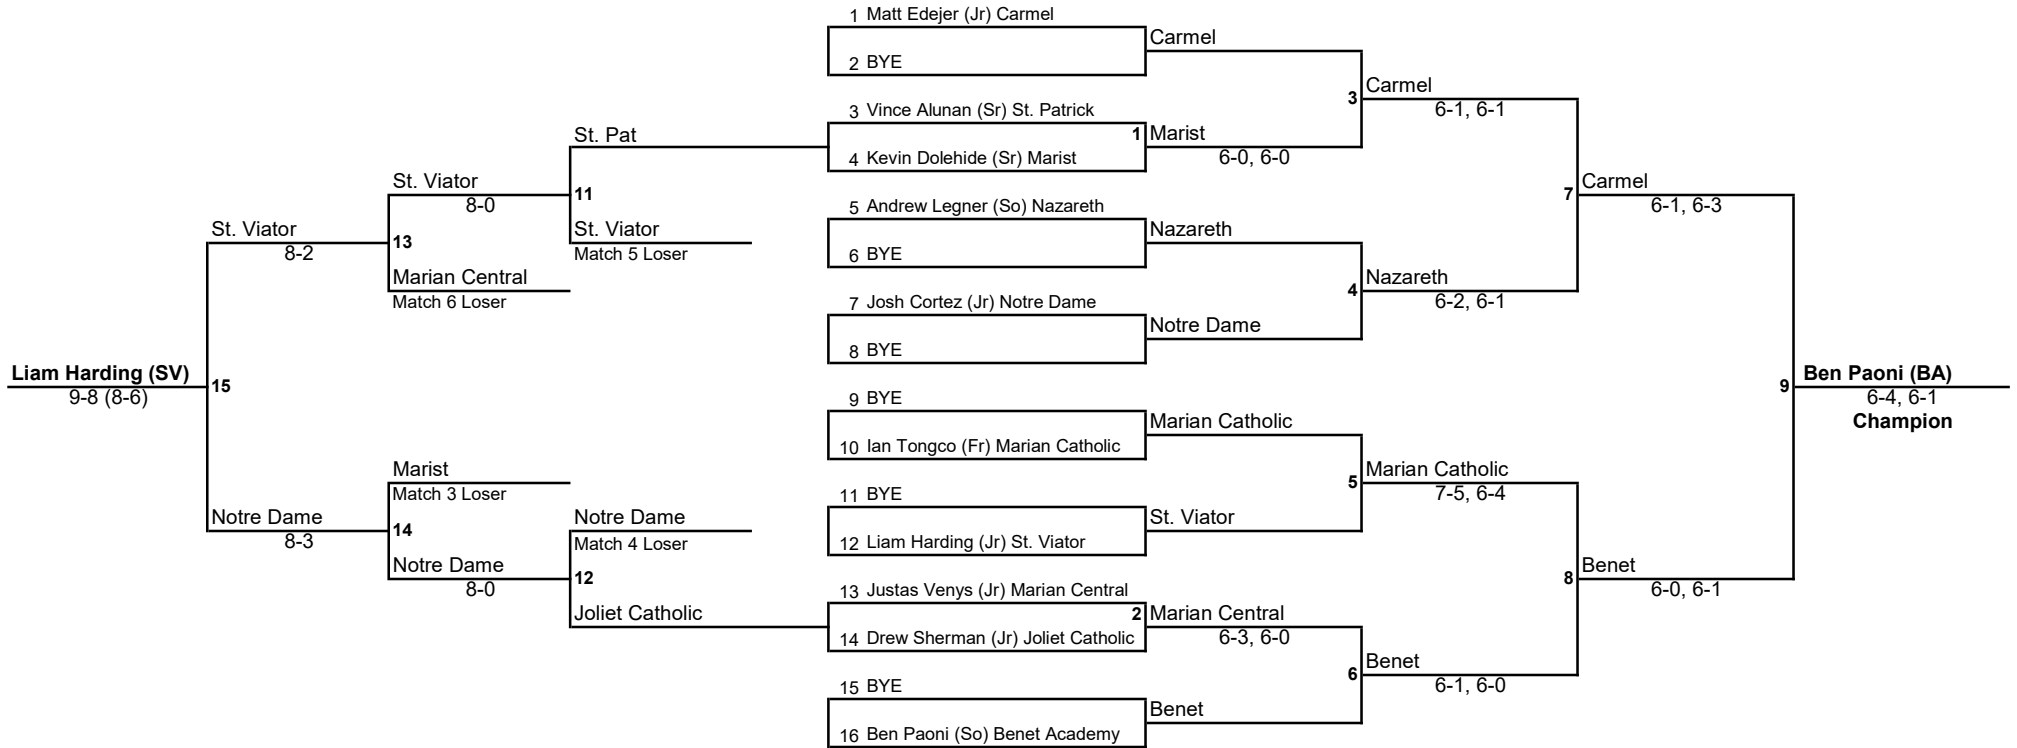 1 Matt Edejer (Jr) Carmel
Carmel
2 BYE
Carmel
3
6-1, 6-1
3 Vince Alunan (Sr) St. Patrick
St. Pat
1 Marist
4 Kevin Dolehide (Sr) Marist
6-0, 6-0
St. Viator
11
8-0
7 Carmel
6-1, 6-3
5 Andrew Legner (So) Nazareth
St. Viator
8-2
13
St. Viator
Match 5 Loser
Nazareth
6 BYE
Marian Central
Match 6 Loser
4 Nazareth
6-2, 6-1
7 Josh Cortez (Jr) Notre Dame
Notre Dame
8 BYE
Liam Harding (SV)
15
9-8 (8-6)
9 Ben Paoni (BA)
6-4, 6-1
Champion
9 BYE
Marian Catholic
10 Ian Tongco (Fr) Marian Catholic
Marist
Match 3 Loser
5 Marian Catholic
7-5, 6-4
11 BYE
Notre Dame
8-3
14
Notre Dame
Match 4 Loser
St. Viator
12 Liam Harding (Jr) St. Viator
Notre Dame
8-0
12
8 Benet
6-0, 6-1
13 Justas Venys (Jr) Marian Central
Joliet Catholic
2 Marian Central
14 Drew Sherman (Jr) Joliet Catholic
6-3, 6-0
6 Benet
6-1, 6-0
15 BYE
Benet
16 Ben Paoni (So) Benet Academy